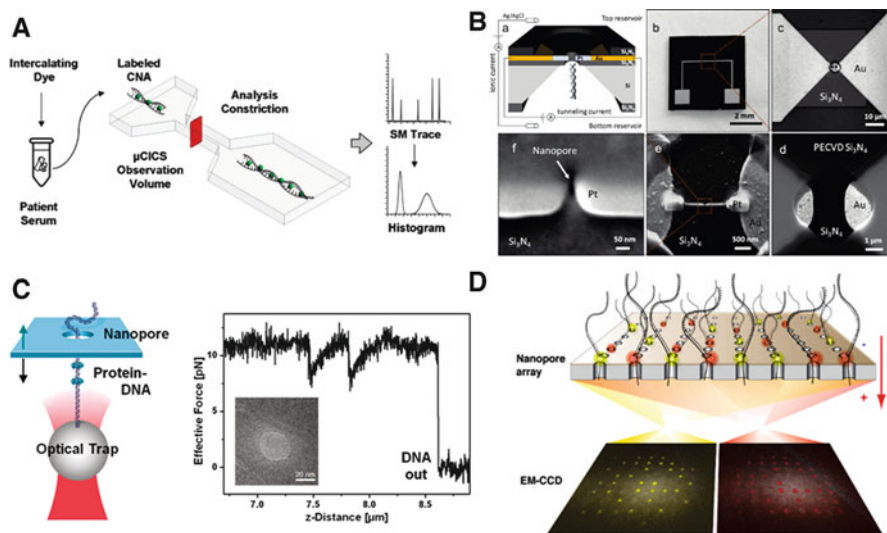 A
Intercalating
Dye
Patient
Serum
Labeled
CNA
µCICS
Observation
Volume
Analysis
Constriction
SM Trace
Histogram
B
a
Ag/AgCl
Top reservoir
ionic current
Pt
Au
Si
tunneling current
Bottom reservoir
b
2 mm
c
Au
Si3N4
10 µm
f
Nanopore
Pt
Si3N4
50 nm
e
Pt
Au
Si3N4
500 nm
d
PECVD Si3N4
Au
Si3N4
1 µm
C
Nanopore
Protein-
DNA
Optical Trap
Effective Force [pN]
10
5
0
20 nm
DNA
out
7.0
7.5
8.0
8.5
z-Distance [µm]
D
Nanopore
array
-
+
EM-CCD